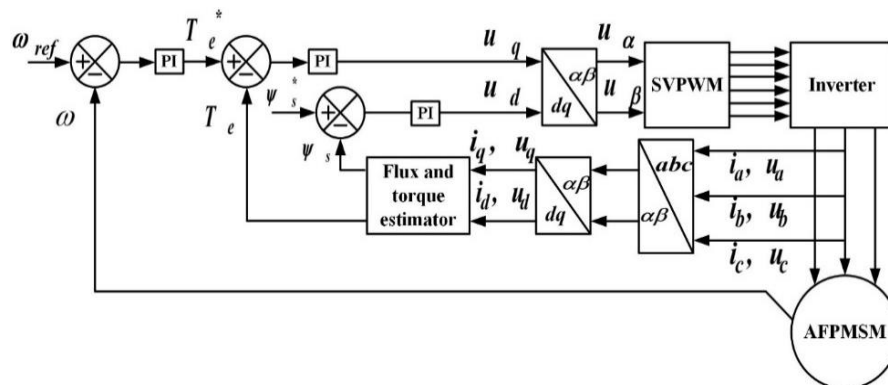 ω ref
PI
T e *
PI
u q
αβ
dq
u α
SVPWM
Inverter
ω
T e
ψ s *
PI
u d
u β
ψ s
Flux and
torque
estimator
i q, u q
i d, u d
αβ
dq
abc
αβ
i a, u a
i b, u b
i c, u c
AFPMSM